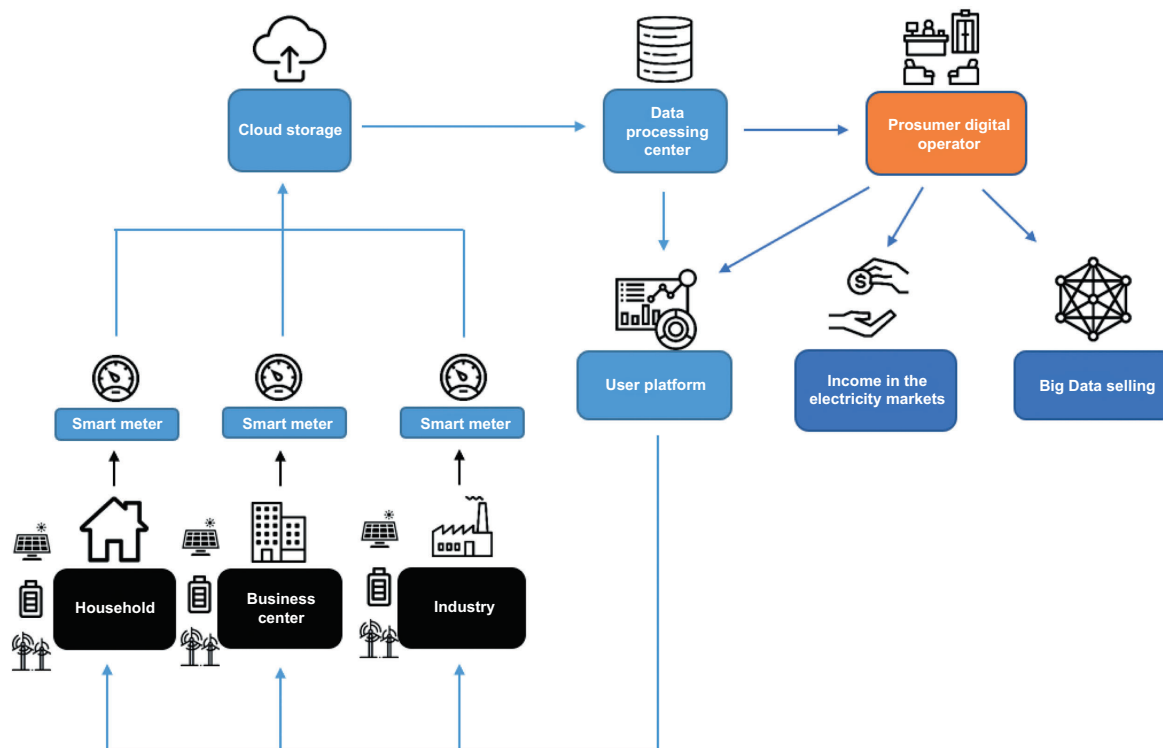 Cloud storage
Data
processing
center
Prosumer digital
operator
User platform
Income in the
electricity markets
Big Data selling
Smart meter
Smart meter
Smart meter
Household
Business
center
Industry